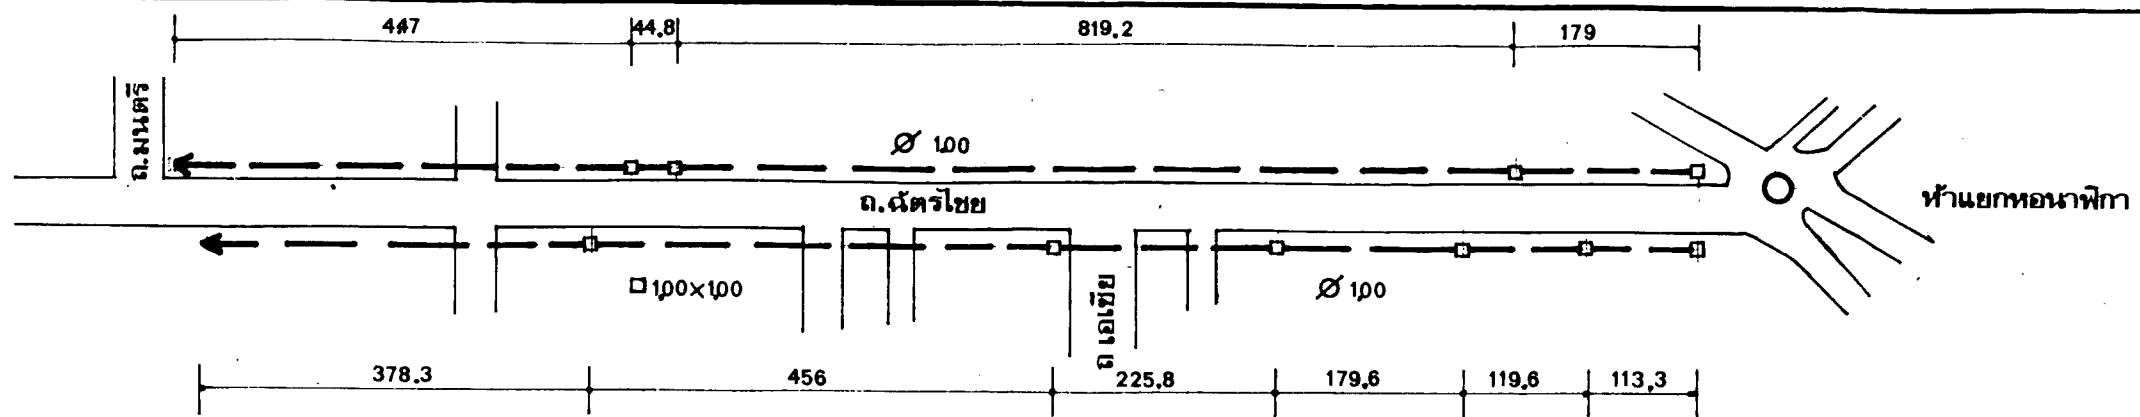 447 44.8 819.2 179
ถ.มนตรี
Ø 1.00
ถ.ฉัตรไชย
ห้าแยกหอนาฬิกา
□ 1.00×1.00
Ø 1.00
ถ เอเซีย
378.3 456 225.8 179.6 119.6 113.3